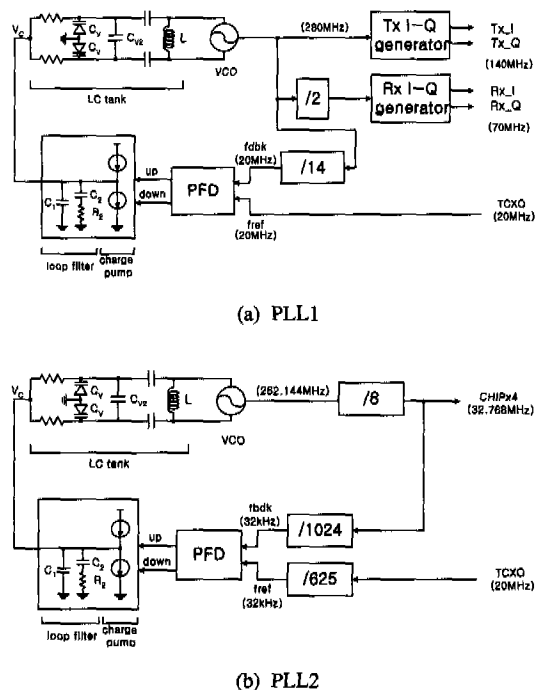 Vc
Cv
Cv
Cv2
L
VCO
LC tank
(280MHz)
Tx I-Q
generator
Tx_I
Tx_Q
(140MHz)
/2
Rx I-Q
generator
Rx_I
Rx_Q
(70MHz)
/14
fdbk
(20MHz)
up
down
PFD
fref
(20MHz)
TCXO
(20MHz)
C1
C2
R2
loop filter
charge
pump
(a) PLL1
Vc
Cv
Cv
Cv2
L
VCO
LC tank
(262.144MHz)
/8
CHIPx4
(32.768MHz)
fbdk
(32kHz)
/1024
up
down
PFD
/625
fref
(32kHz)
TCXO
(20MHz)
C1
C2
R2
loop filter
charge
pump
(b) PLL2